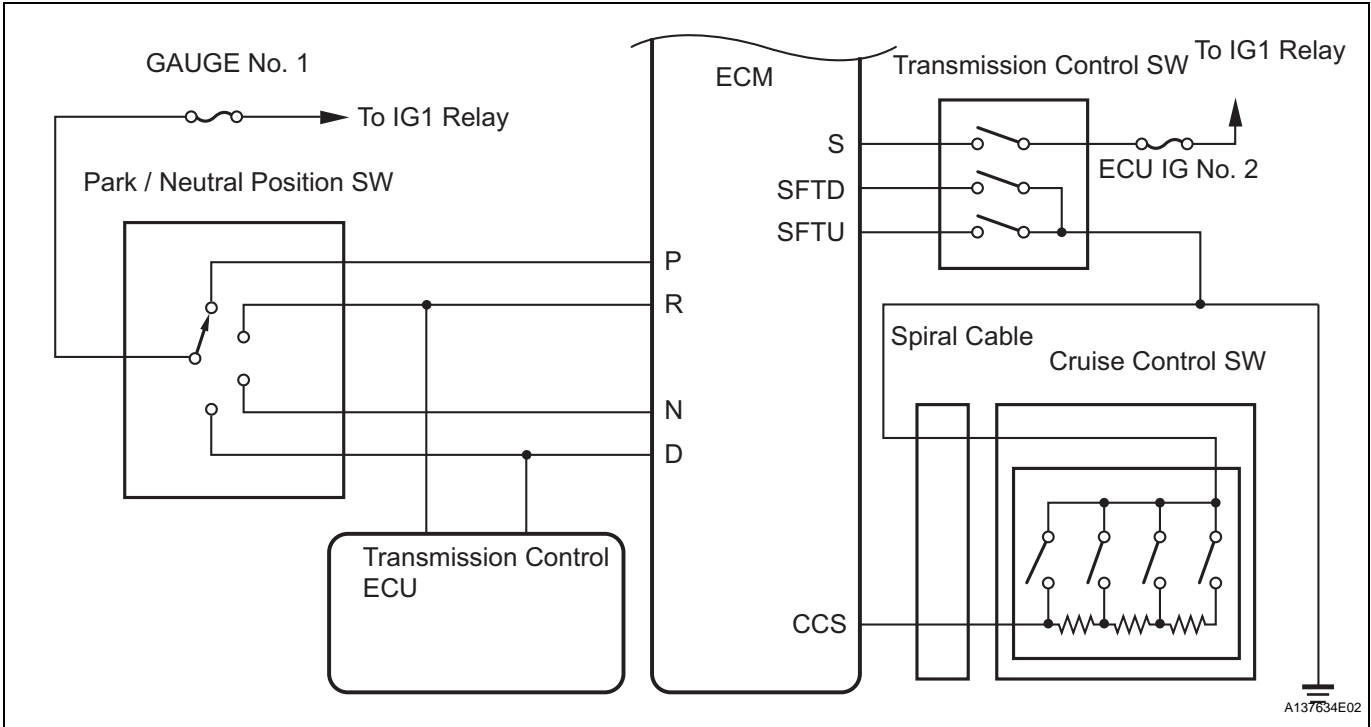 GAUGE No. 1
To IG1 Relay
Park / Neutral Position SW
ECM
Transmission Control SW
To IG1 Relay
S
SFTD
SFTU
ECU IG No. 2
P
R
N
D
Spiral Cable
Cruise Control SW
Transmission Control
ECU
CCS
A137634E02